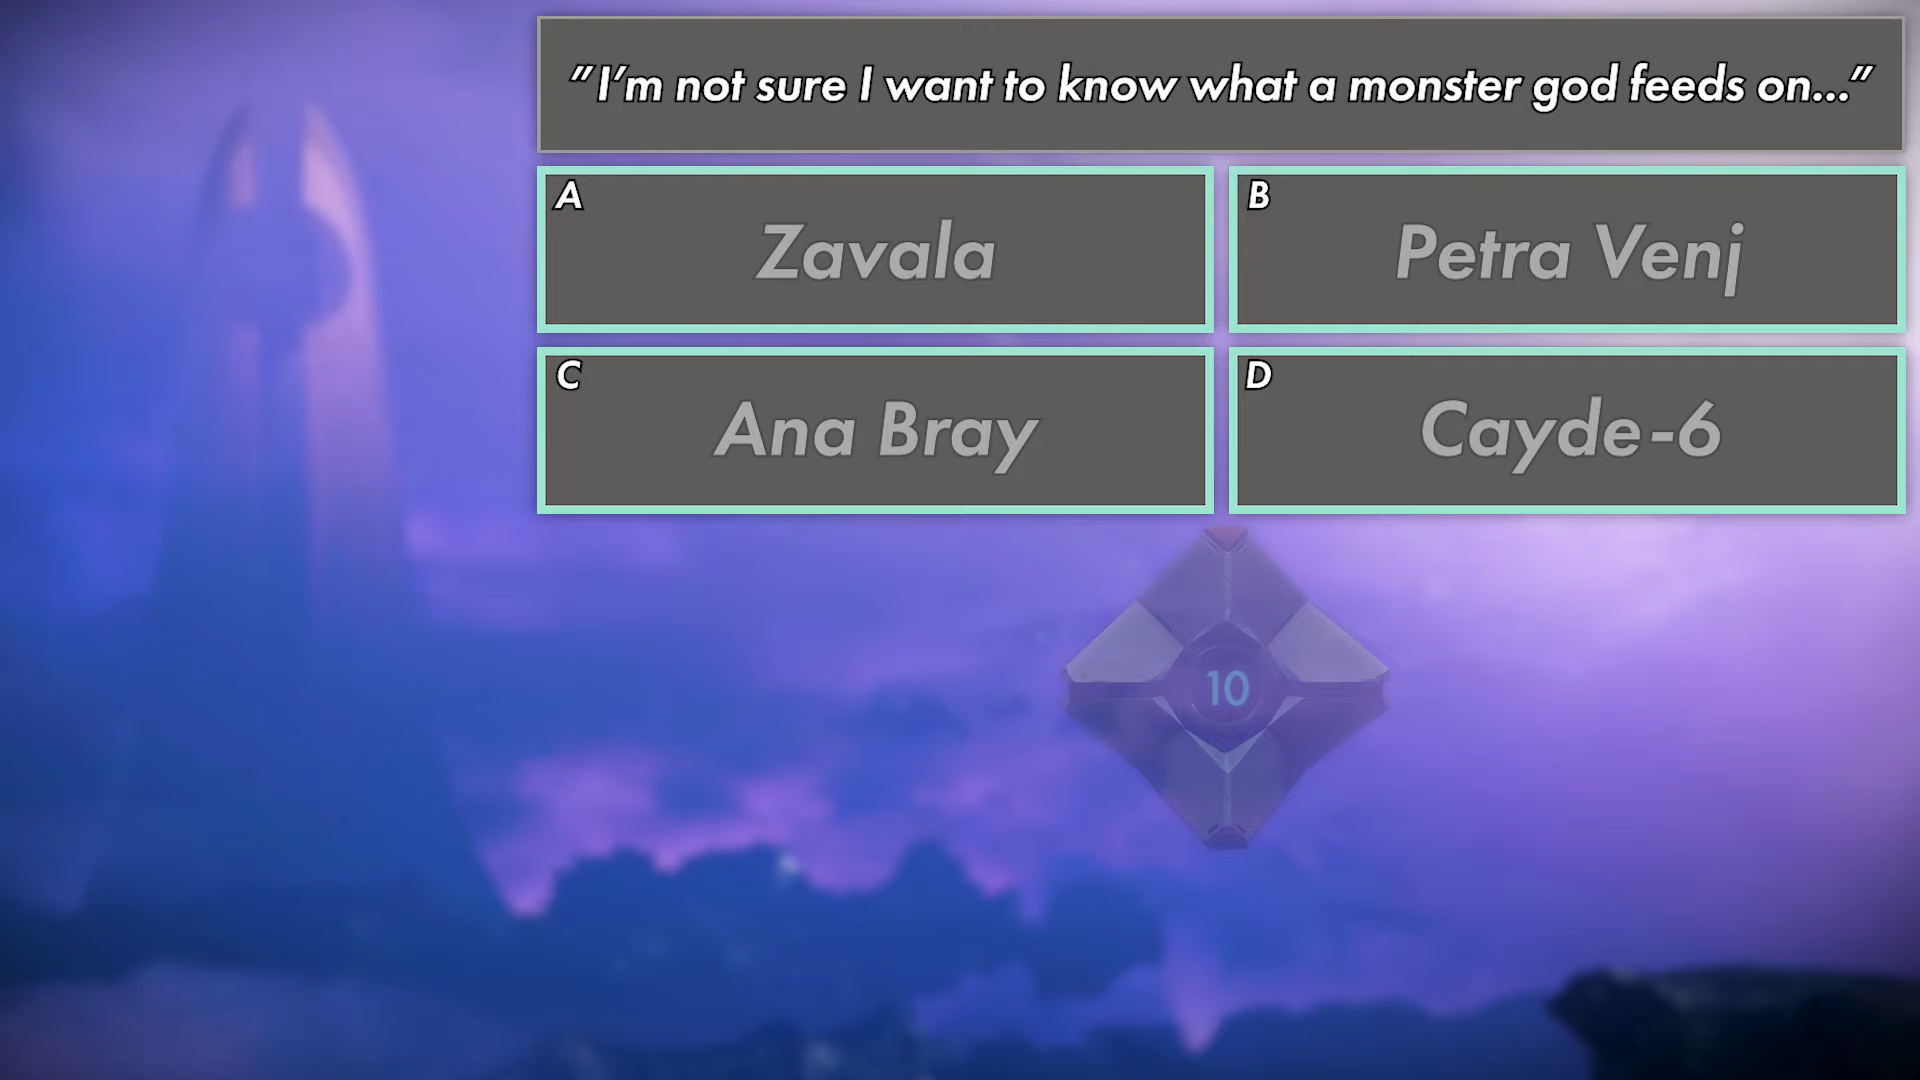 "I'm not sure I want to know what a monster god feeds on..."
A
Zavala
B
Petra Venj
C
Ana Bray
D
Cayde-6
10